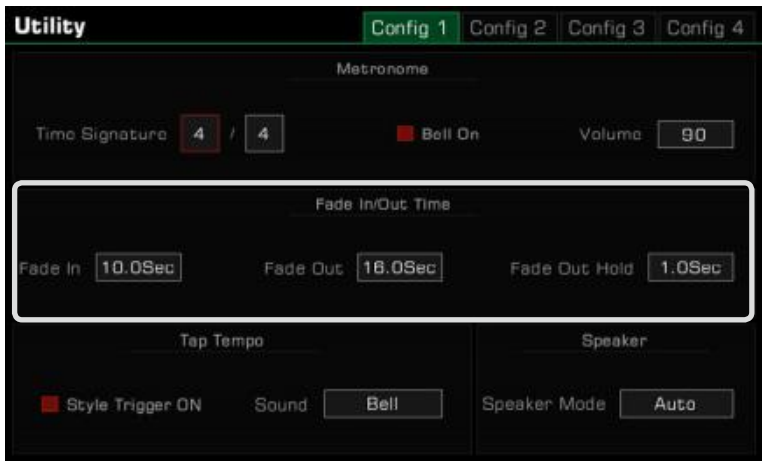 Utility Config 1 Config 2 Config 3 Config 4
Metronome
Time Signature 4 / 4 Bell On Volume 90
Fade In/Out Time
Fade In 10.0Sec Fade Out 16.0Sec Fade Out Hold 1.0Sec
Tap Tempo Speaker
Style Trigger ON Sound Bell Speaker Mode Auto